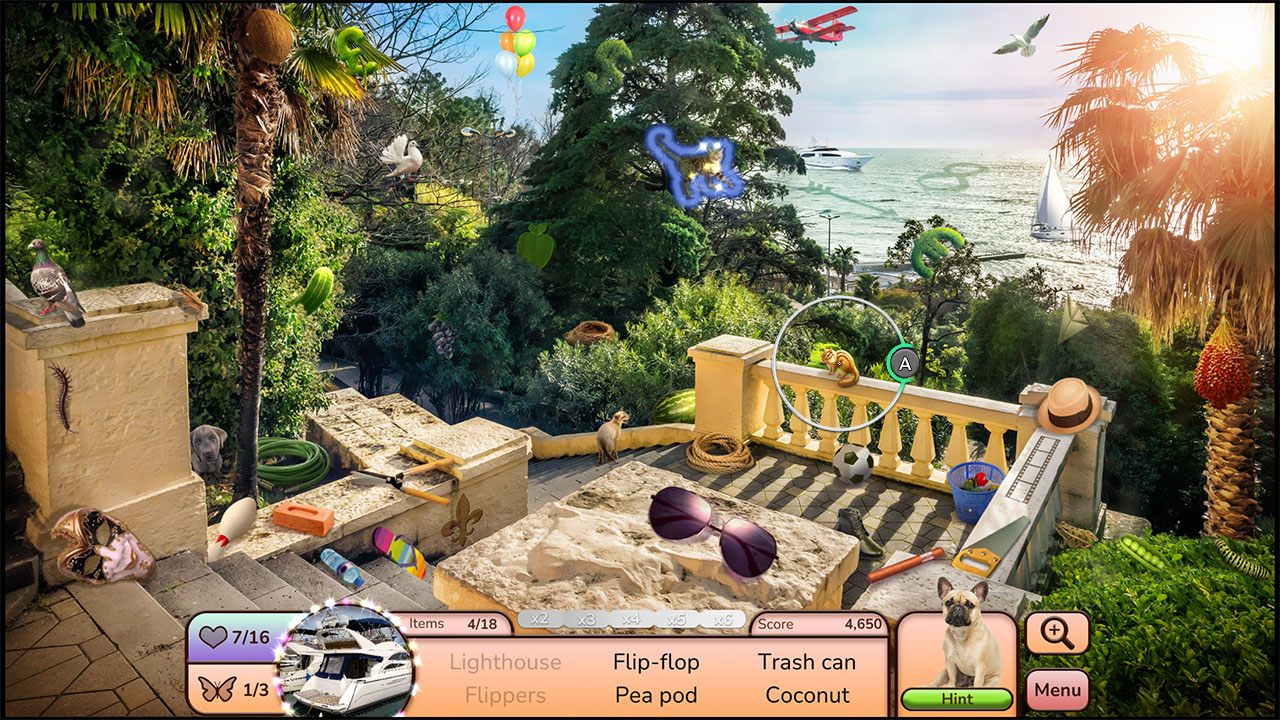 A
7/16
1/3
Items 4/18
x2 x3 x4 x5 x6
Score 4,650
Lighthouse Flip-flop Trash can
Flippers Pea pod Coconut
Hint
Menu